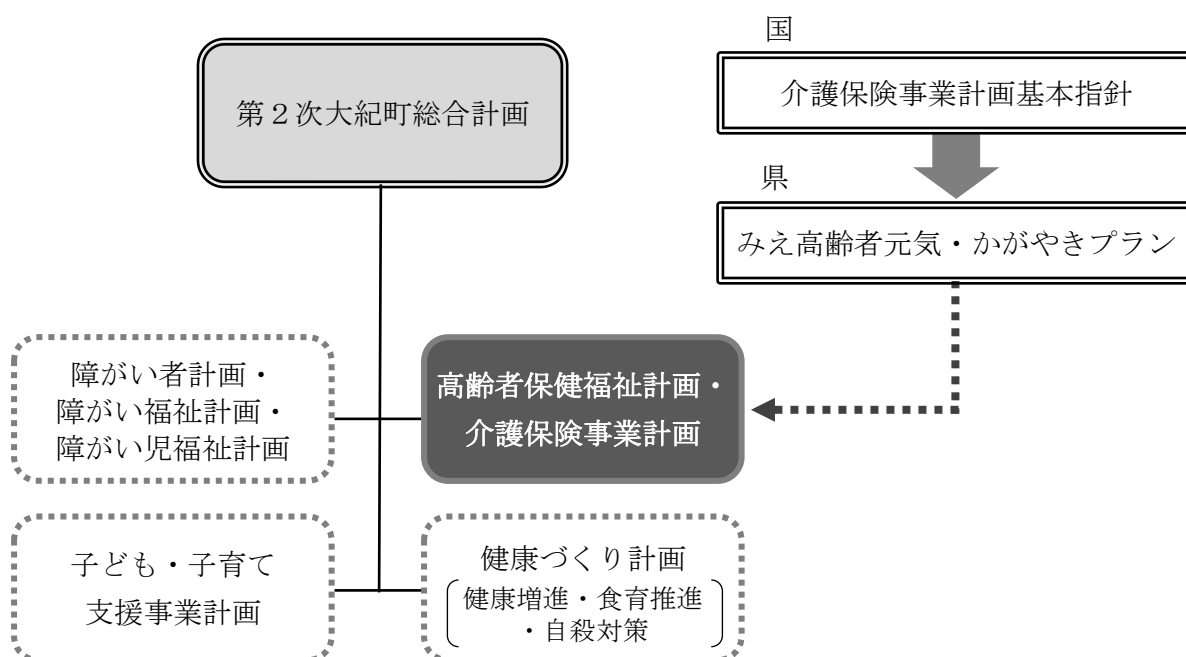 第２次大紀町総合計画
国
介護保険事業計画基本指針
県
みえ高齢者元気・かがやきプラン
障がい者計画・
障がい福祉計画・
障がい児福祉計画
高齢者保健福祉計画・
介護保険事業計画
子ども・子育て
支援事業計画
健康づくり計画
健康増進・食育推進
・自殺対策